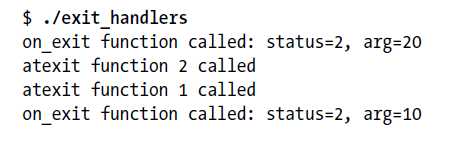 $ ./exit_handlers
on_exit function called: status=2, arg=20
atexit function 2 called
atexit function 1 called
on_exit function called: status=2, arg=10